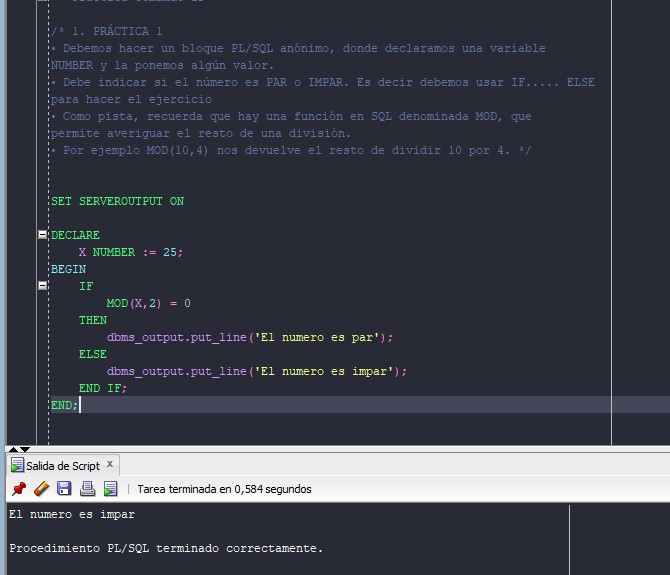 /* 1. PRÁCTICA 1
• Debemos hacer un bloque PL/SQL anónimo, donde declaramos una variable
NUMBER y la ponemos algún valor.
• Debe indicar si el número es PAR o IMPAR. Es decir debemos usar IF..... ELSE
para hacer el ejercicio
• Como pista, recuerda que hay una función en SQL denominada MOD, que
permite averiguar el resto de una división.
• Por ejemplo MOD(10,4) nos devuelve el resto de dividir 10 por 4. */
SET SERVEROUTPUT ON
DECLARE
X NUMBER := 25;
BEGIN
IF
MOD(X,2) = 0
THEN
dbms_output.put_line('El numero es par');
ELSE
dbms_output.put_line('El numero es impar');
END IF;
END;
Salida de Script x
Tarea terminada en 0,584 segundos
El numero es impar
Procedimiento PL/SQL terminado correctamente.